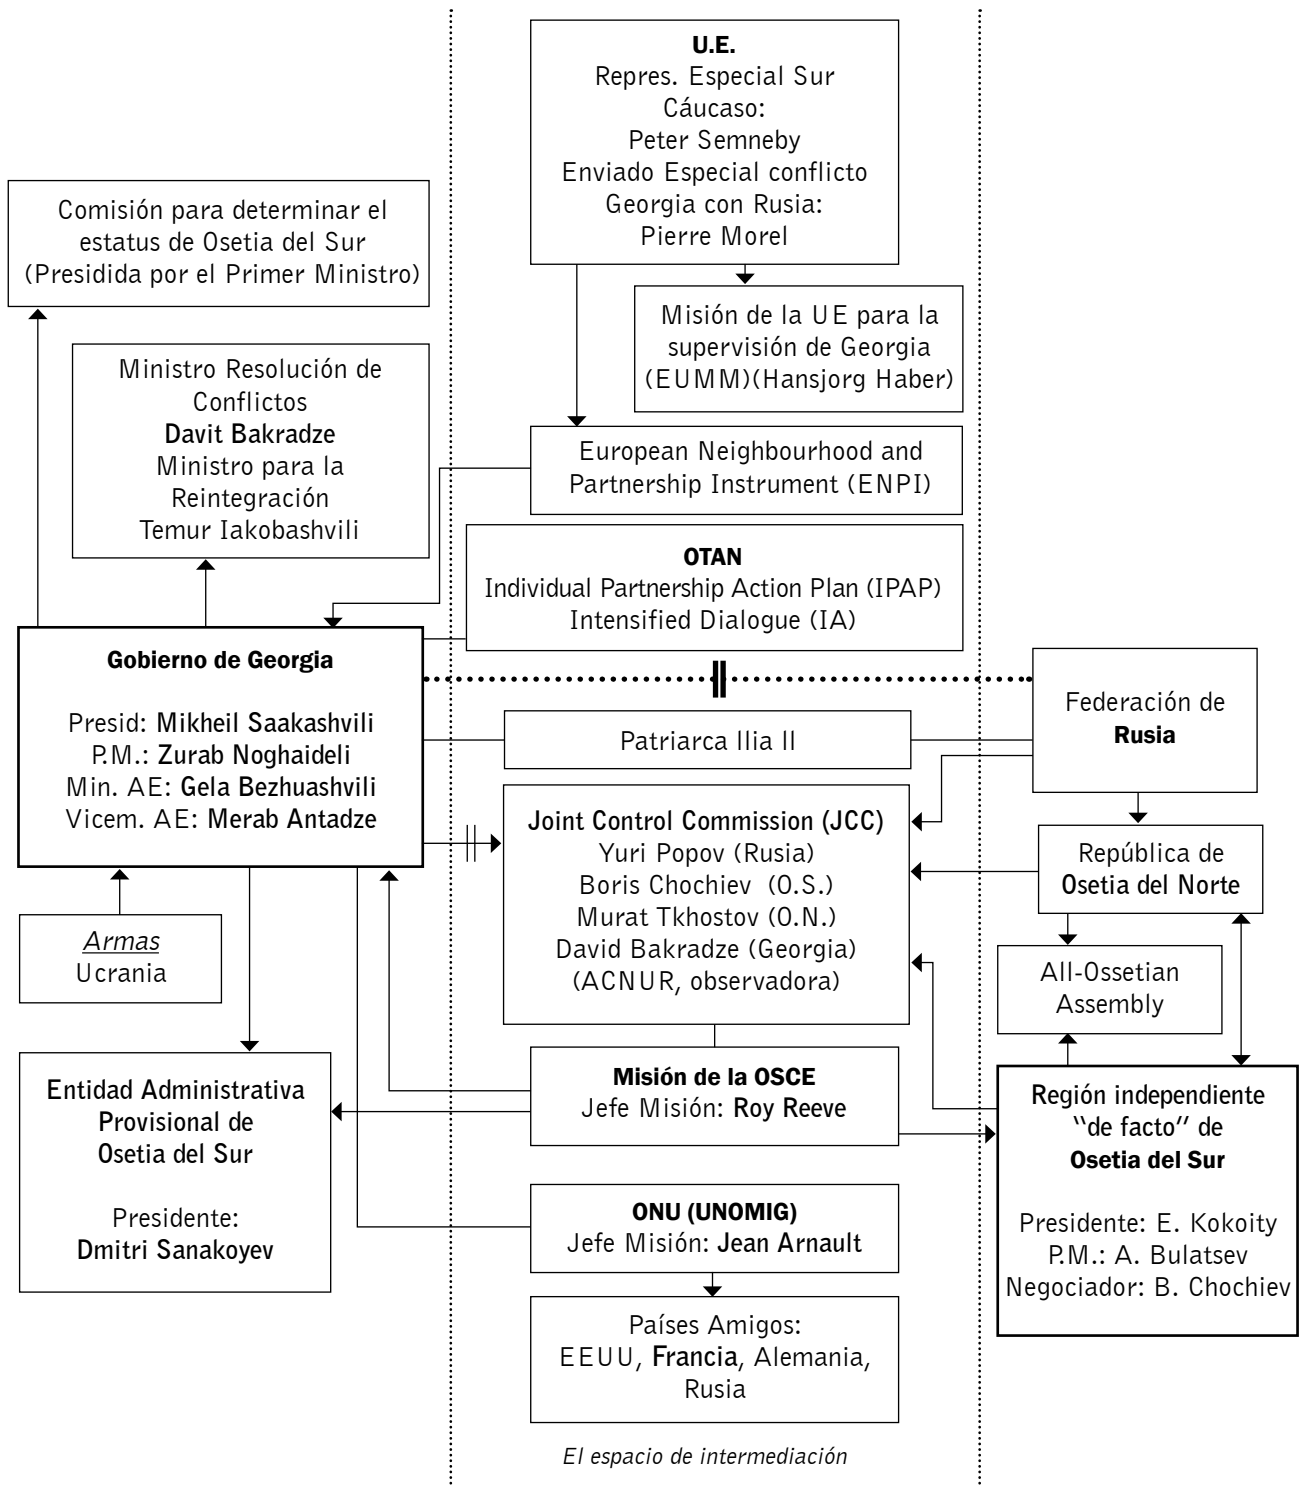 U.E.
Repres. Especial Sur
Cáucaso:
Peter Semneby
Enviado Especial conflicto
Georgia con Rusia:
Pierre Morel
Comisión para determinar el
estatus de Osetia del Sur
(Presidida por el Primer Ministro)
Misión de la UE para la
supervisión de Georgia
(EUMM)(Hansjorg Haber)
Ministro Resolución de
Conflictos
Davit Bakradze
Ministro para la
Reintegración
Temur Iakobashvili
European Neighbourhood and
Partnership Instrument (ENPI)
OTAN
Individual Partnership Action Plan (IPAP)
Intensified Dialogue (IA)
Gobierno de Georgia
Presid: Mikheil Saakashvili
P.M.: Zurab Noghaideli
Min. AE: Gela Bezhuashvili
Vicem. AE: Merab Antadze
Federación de
Rusia
Patriarca Ilia II
Joint Control Commission (JCC)
Yuri Popov (Rusia)
Boris Chochiev (O.S.)
Murat Tkhostov (O.N.)
David Bakradze (Georgia)
(ACNUR, observadora)
República de
Osetia del Norte
Armas
Ucrania
All-Ossetian
Assembly
Entidad Administrativa
Provisional de
Osetia del Sur
Presidente:
Dmitri Sanakoyev
Misión de la OSCE
Jefe Misión: Roy Reeve
Región independiente
“de facto” de
Osetia del Sur
Presidente: E. Kokoity
P.M.: A. Bulatsev
Negociador: B. Chochiev
ONU (UNOMIG)
Jefe Misión: Jean Arnault
Países Amigos:
EEUU, Francia, Alemania,
Rusia
El espacio de intermediación